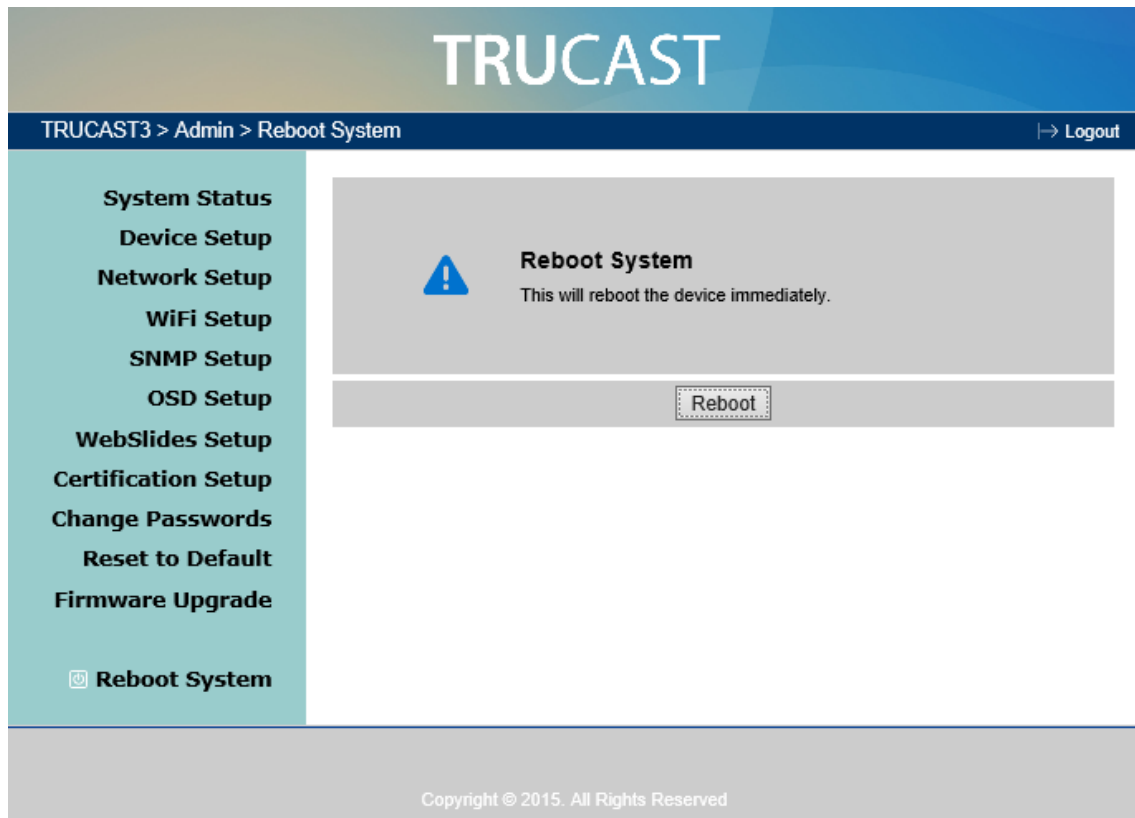 TRUCAST
TRUCAST3 > Admin > Reboot System
Logout
System Status
Device Setup
Network Setup
WiFi Setup
SNMP Setup
OSD Setup
WebSlides Setup
Certification Setup
Change Passwords
Reset to Default
Firmware Upgrade
Reboot System
Reboot System
This will reboot the device immediately.
Reboot
Copyright © 2015. All Rights Reserved